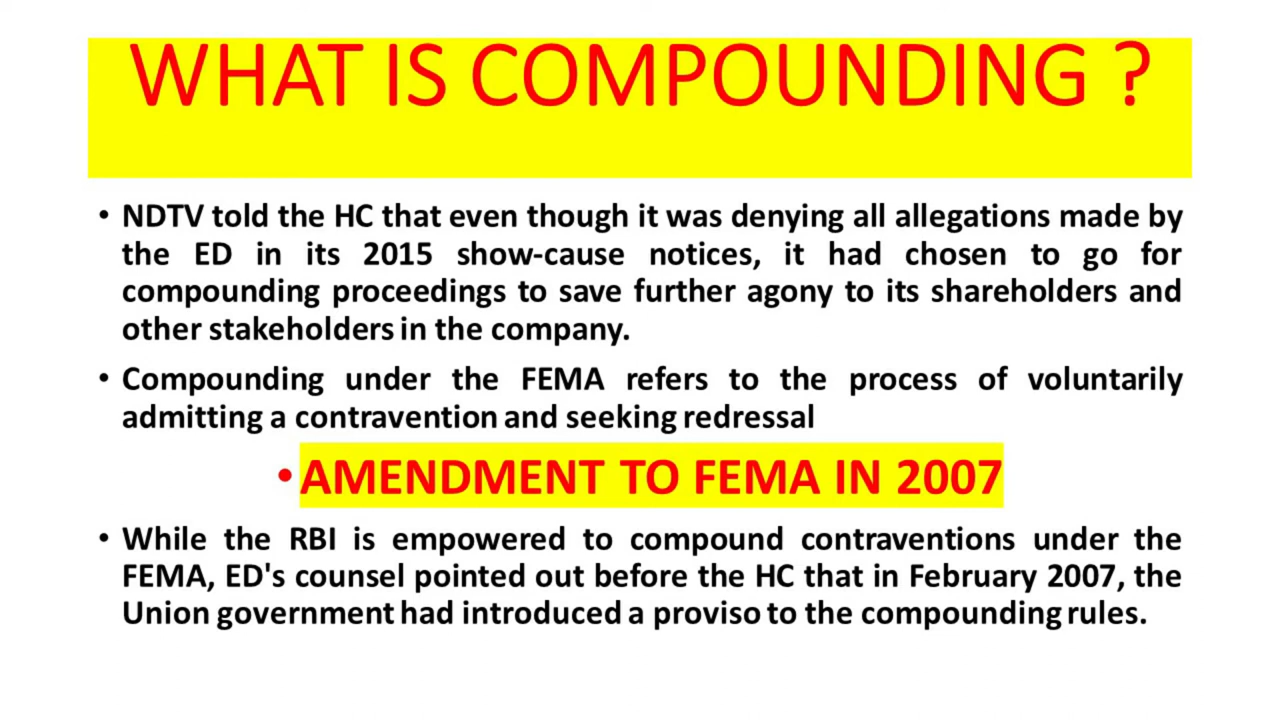 WHAT IS COMPOUNDING ?
• NDTV told the HC that even though it was denying all allegations made by
the ED in its 2015 show-cause notices, it had chosen to go for
compounding proceedings to save further agony to its shareholders and
other stakeholders in the company.
• Compounding under the FEMA refers to the process of voluntarily
admitting a contravention and seeking redressal
• AMENDMENT TO FEMA IN 2007
• While the RBI is empowered to compound contraventions under the
FEMA, ED's counsel pointed out before the HC that in February 2007, the
Union government had introduced a proviso to the compounding rules.